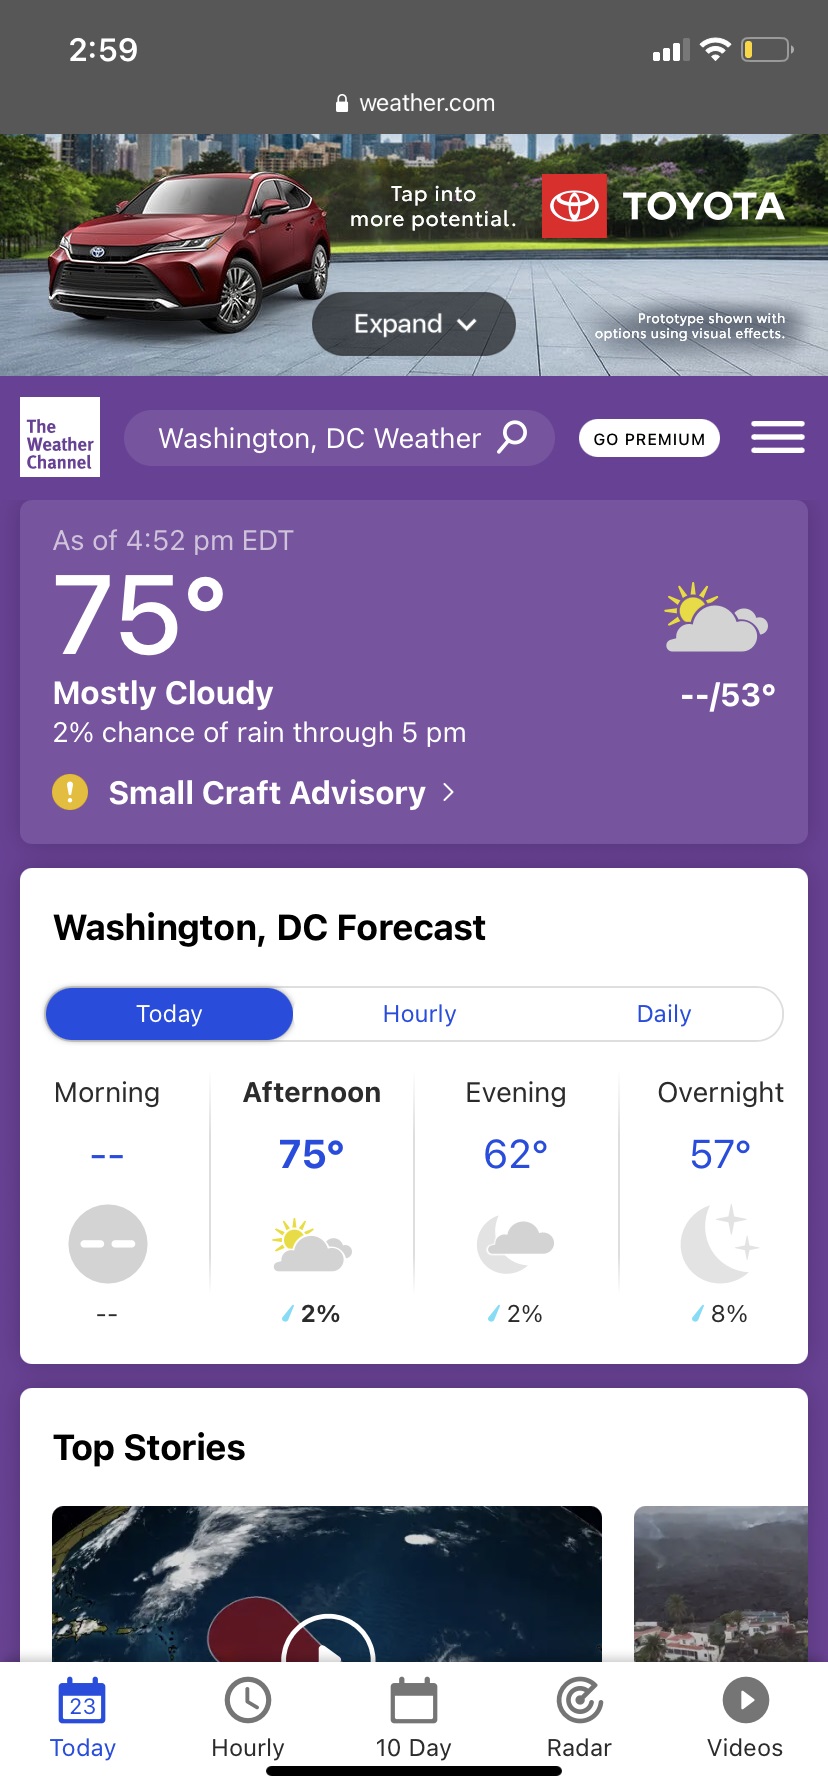 2:59
weather.com
Tap into
more potential.
TOYOTA
Expand
Prototype shown with
options using visual effects.
The
Weather
Channel
Washington, DC Weather
GO PREMIUM
As of 4:52 pm EDT
75°
Mostly Cloudy
--/53°
2% chance of rain through 5 pm
! Small Craft Advisory >
Washington, DC Forecast
Today Hourly Daily
Morning Afternoon Evening Overnight
-- 75° 62° 57°
-- 2% 2% 8%
Top Stories
23
Today Hourly 10 Day Radar Videos